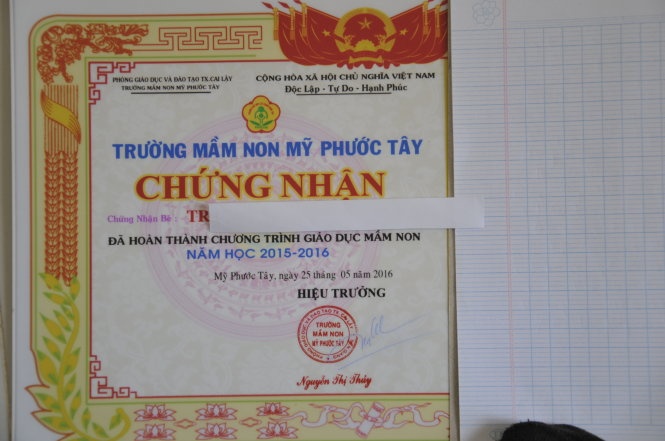 PHÒNG GIÁO DỤC VÀ ĐÀO TẠO TX.CAI LẬY
TRƯỜNG MẦM NON MỸ PHƯỚC TÂY
CỘNG HÒA XÃ HỘI CHỦ NGHĨA VIỆT NAM
Độc Lập - Tự Do - Hạnh Phúc
TRƯỜNG MẦM NON MỸ PHƯỚC TÂY
CHỨNG NHẬN
Chứng Nhận Bé : TR
ĐÃ HOÀN THÀNH CHƯƠNG TRÌNH GIÁO DỤC MẦM NON
NĂM HỌC 2015-2016
Mỹ Phước Tây, ngày 25 tháng 05 năm 2016
HIỆU TRƯỞNG
TRƯỜNG
MẦM NON
MỸ PHƯỚC TÂY
Nguyễn Thị Thúy